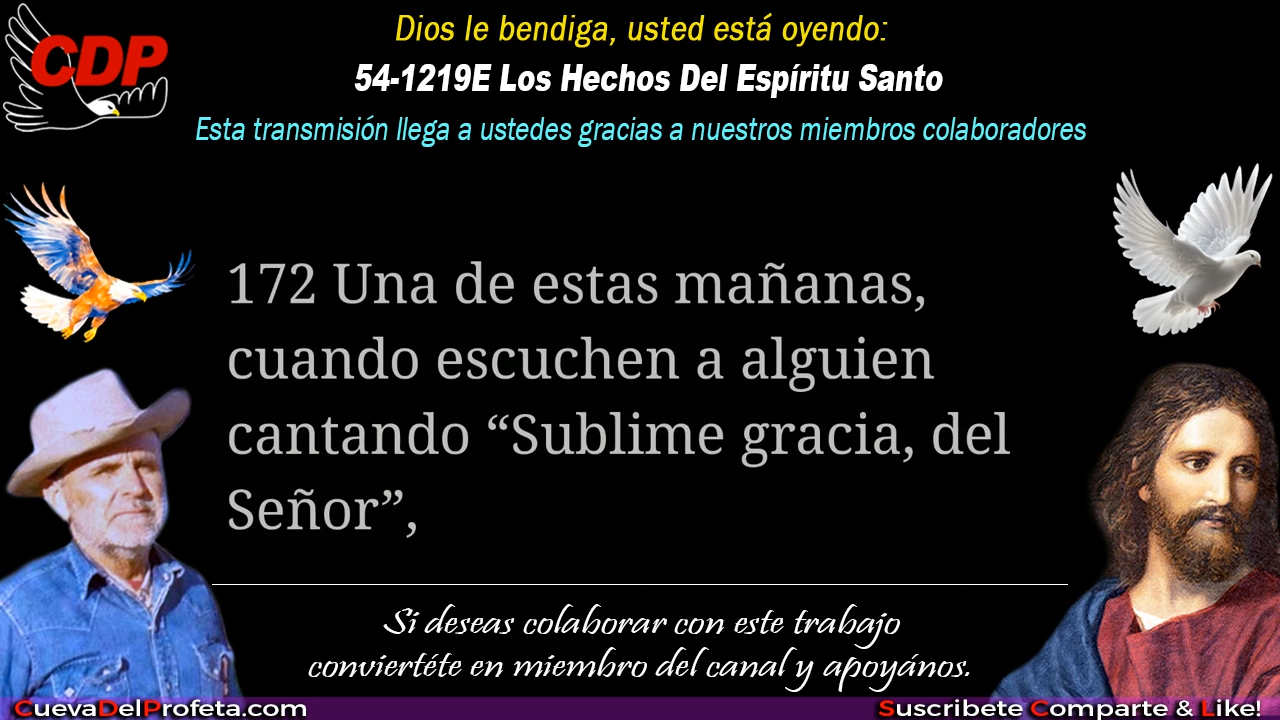 CDP
Dios le bendiga, usted está oyendo:
54-1219E Los Hechos Del Espíritu Santo
Esta transmisión llega a ustedes gracias a nuestros miembros colaboradores
172 Una de estas mañanas,
cuando escuchen a alguien
cantando “Sublime gracia, del
Señor”,
Si deseas colaborar con este trabajo
conviertéte en miembro del canal y apoyános.
CuevaDelProfeta.com
Suscribete Comparte & Like!